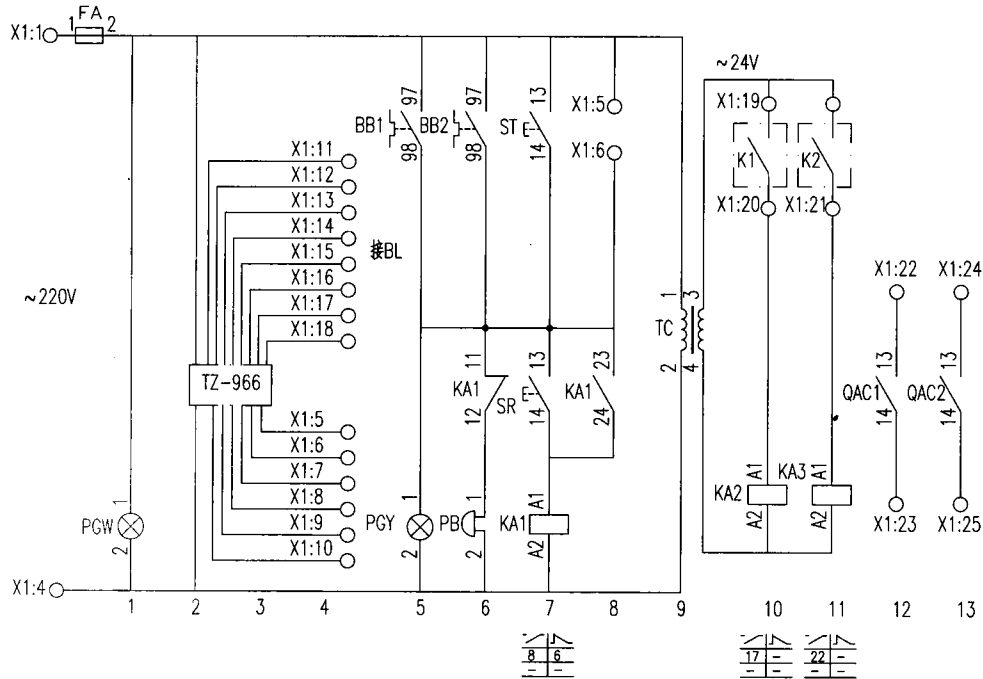 FA
X1:1 1 2
~24V
97 97 13 X1:5 X1:19
BB1 BB2 ST K1 K2
98 98 14 X1:6
X1:11
X1:12
X1:13
X1:14
X1:15
接BL
X1:16
X1:17
X1:18
X1:20 X1:21
X1:22 X1:24
~220V
1 3
TC
2 4
TZ-966
11 13 23
KA1 SR KA1
12 14 24
13 13
QAC1 QAC2
14 14
X1:5
X1:6
X1:7
X1:8
X1:9
X1:10
1 1 1 A1 A1 A1
PGW PGY PB KA1 KA2 KA3
2 2 2 A2 A2 A2
X1:23 X1:25
X1:4
1 2 3 4 5 6 7 8 9 10 11 12 13
8 6 17 - 22 -
- - - - - -